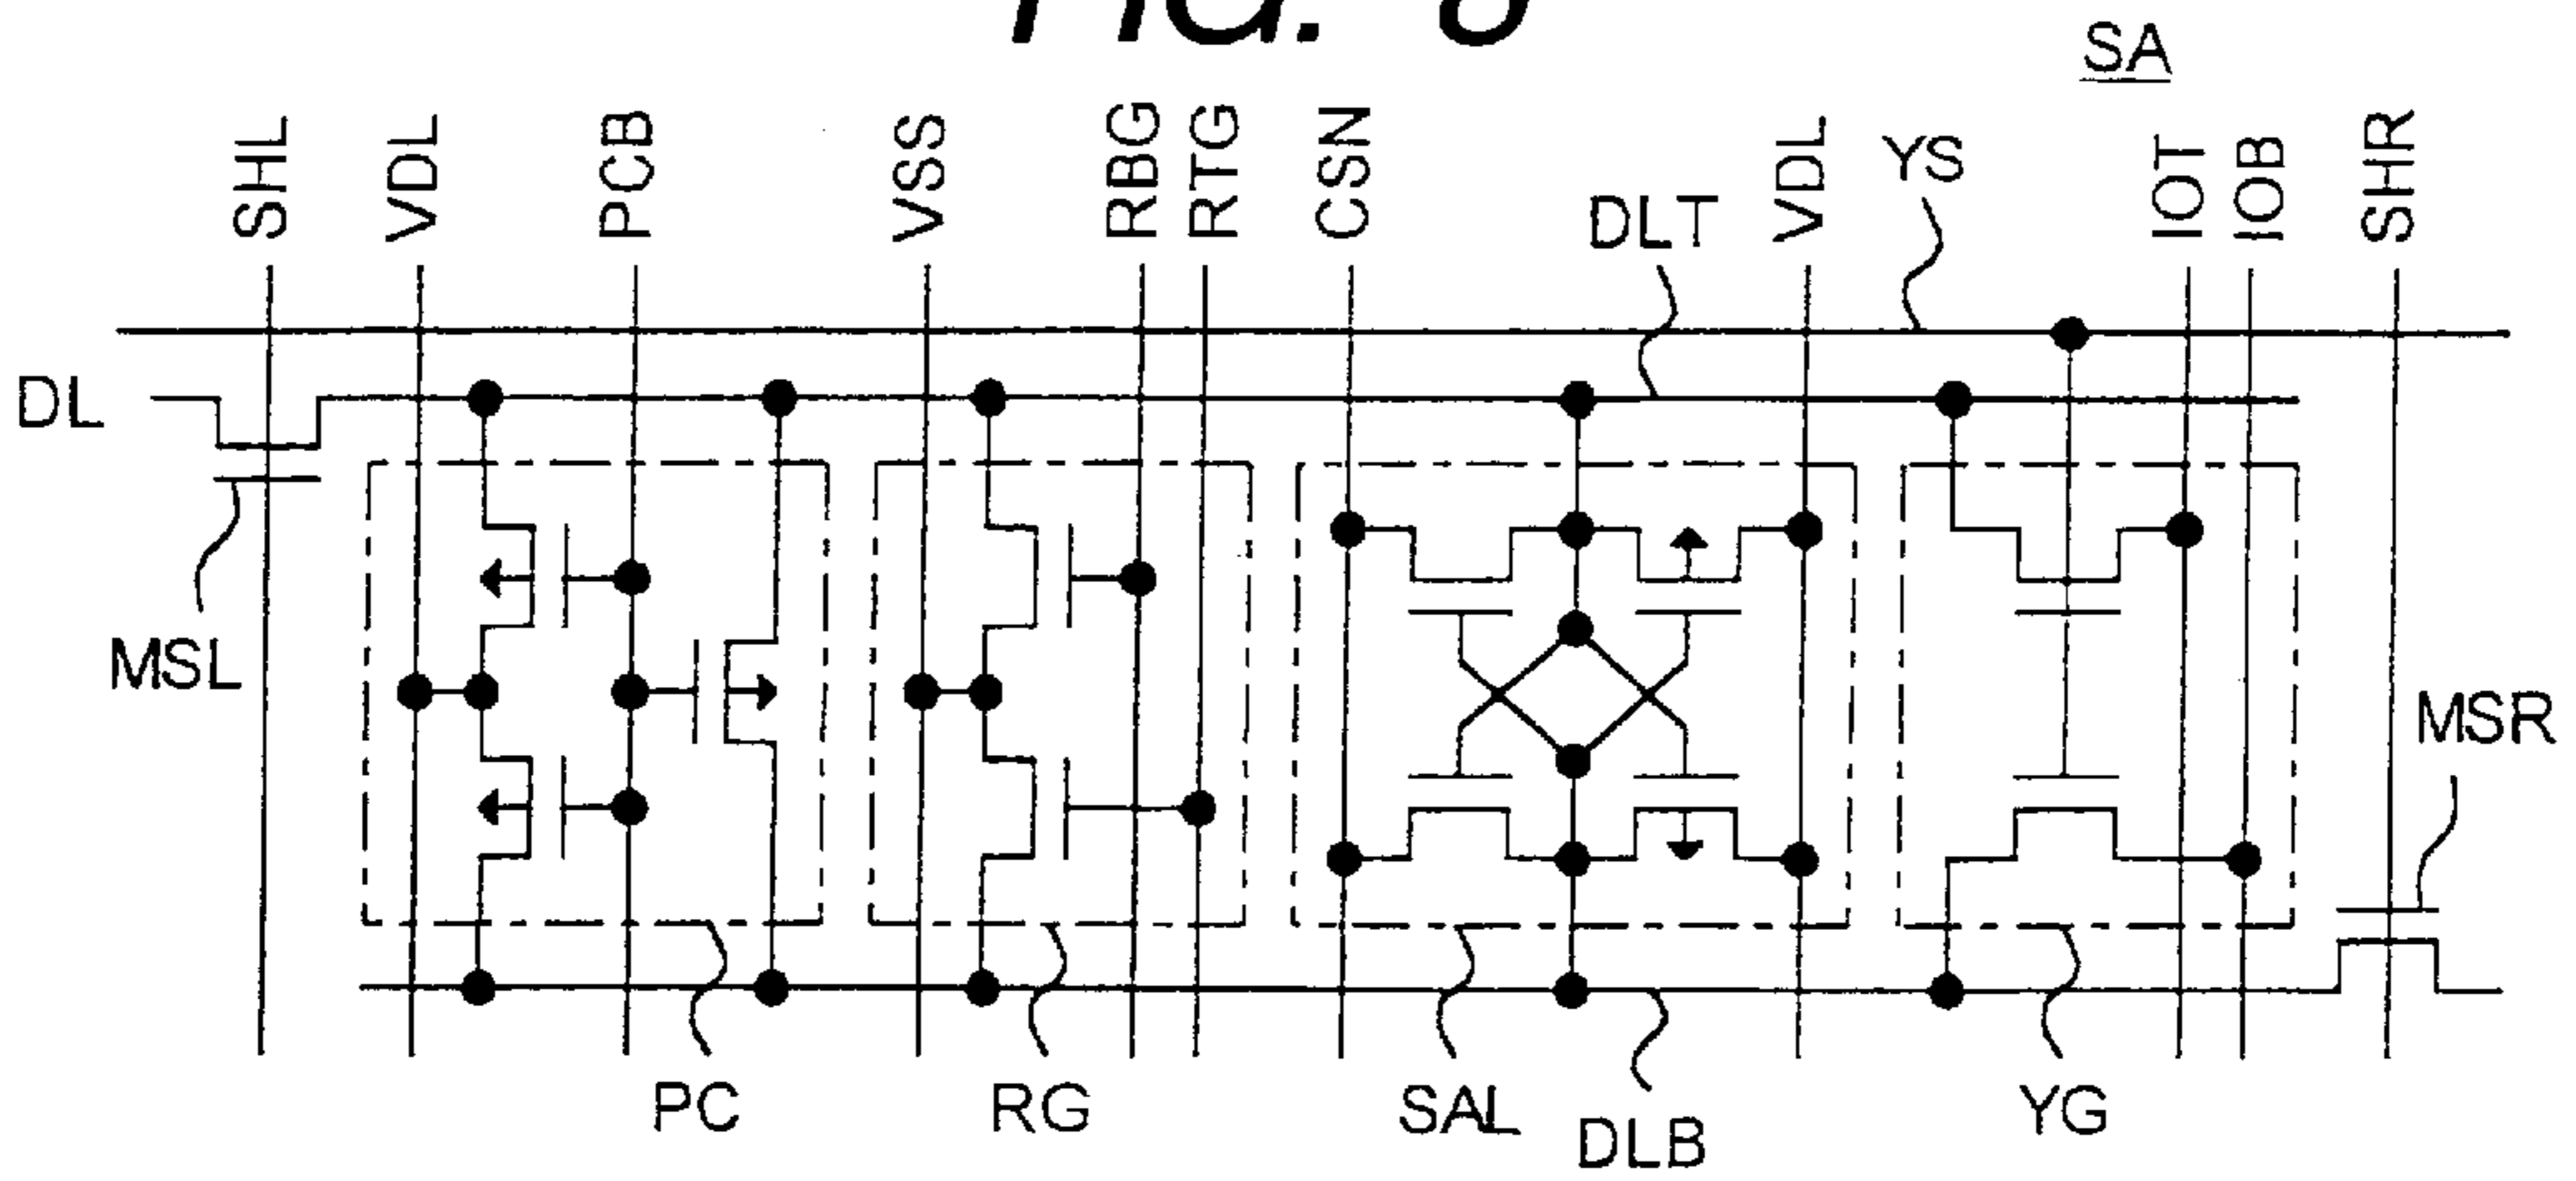 FIG.
SA
SHL
VDL
PCB
VSS
RBG
RTG
CSN
DLT
VDL
YS
IOT
IOB
SHR
DL
MSL
MSR
PC
RG
SAL
DLB
YG